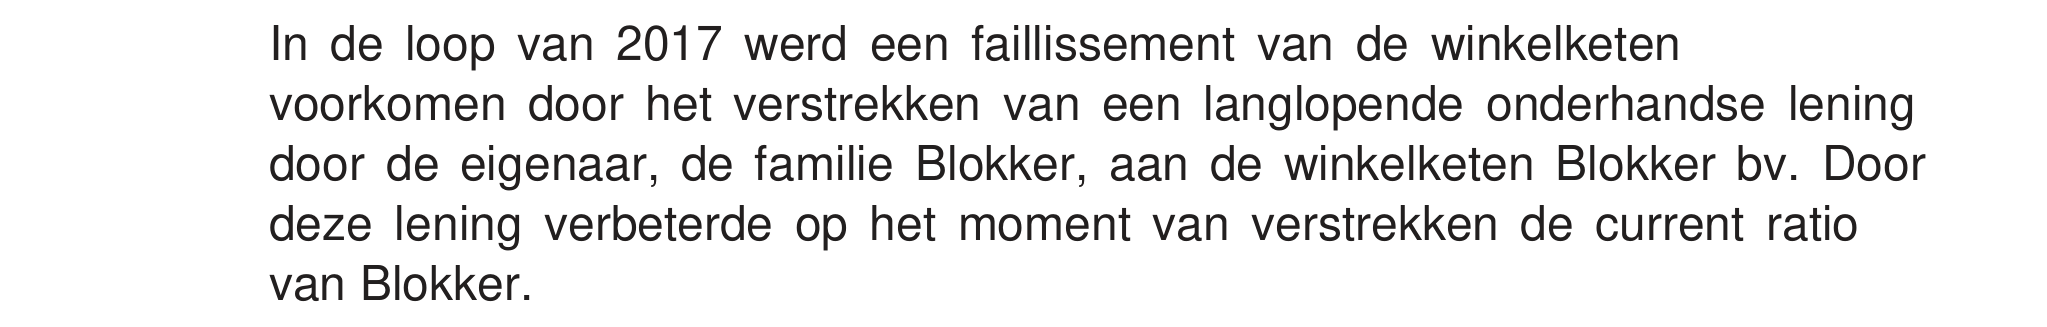 In de loop van 2017 werd een faillissement van de winkelketen
voorkomen door het verstrekken van een langlopende onderhandse lening
door de eigenaar, de familie Blokker, aan de winkelketen Blokker bv. Door
deze lening verbeterde op het moment van verstrekken de current ratio
van Blokker.